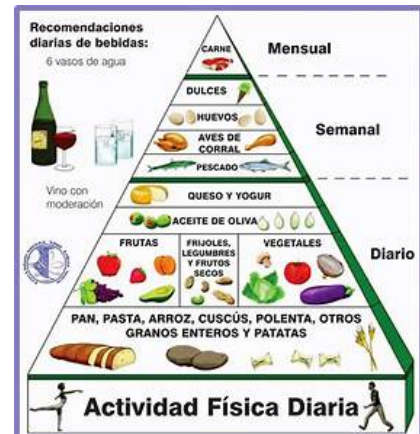 Recomendaciones
diarias de bebidas:
6 vasos de agua
Vino con
moderación
CARNE
Mensual
DULCES
HUEVOS
AVES DE
CORRAL
PESCADO
Semanal
QUESO Y YOGUR
ACEITE DE OLIVA
FRUTAS
FRIJOLES,
LEGUMBRES
Y FRUTOS
SECOS
VEGETALES
Diario
PAN, PASTA, ARROZ, CUSCÚS, POLENTA, OTROS
GRANOS ENTEROS Y PATATAS
Actividad Física Diaria